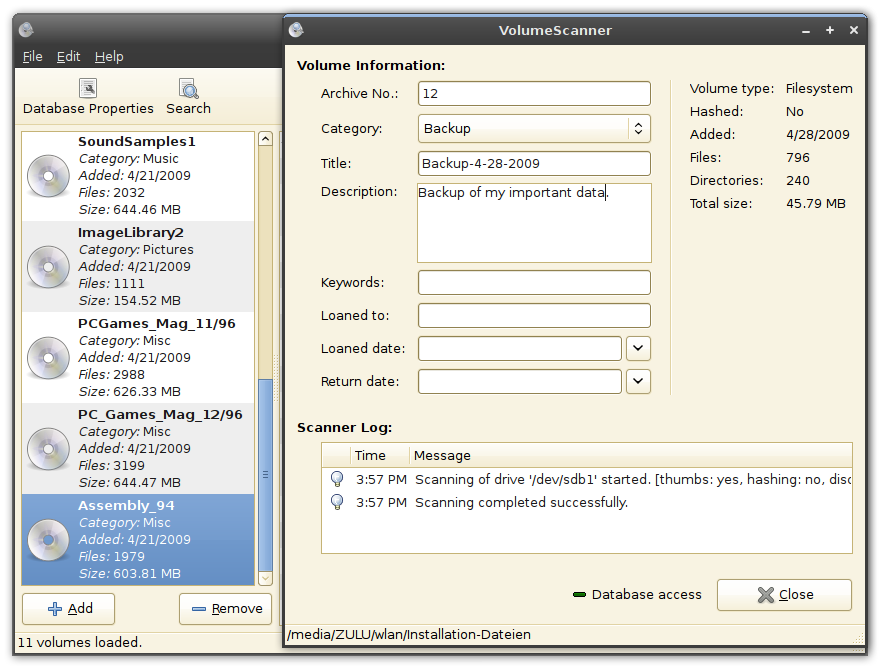 File Edit Help
Database Properties Search
SoundSamples1
Category: Music
Added: 4/21/2009
Files: 2032
Size: 644.46 MB
ImageLibrary2
Category: Pictures
Added: 4/21/2009
Files: 1111
Size: 154.52 MB
PCGames_Mag_11/96
Category: Misc
Added: 4/21/2009
Files: 2988
Size: 626.33 MB
PC_Games_Mag_12/96
Category: Misc
Added: 4/21/2009
Files: 3199
Size: 644.47 MB
Assembly_94
Category: Misc
Added: 4/21/2009
Files: 1979
Size: 603.81 MB
Add Remove
11 volumes loaded.
VolumeScanner
Volume Information:
Archive No.: 12
Category: Backup
Title: Backup-4-28-2009
Description: Backup of my important data.
Keywords:
Loaned to:
Loaned date:
Return date:
Volume type: Filesystem
Hashed: No
Added: 4/28/2009
Files: 796
Directories: 240
Total size: 45.79 MB
Scanner Log:
Time Message
3:57 PM Scanning of drive '/dev/sdb1' started. [thumbs: yes, hashing: no, disc
3:57 PM Scanning completed successfully.
Database access Close
/media/ZULU/wlan/Installation-Dateien